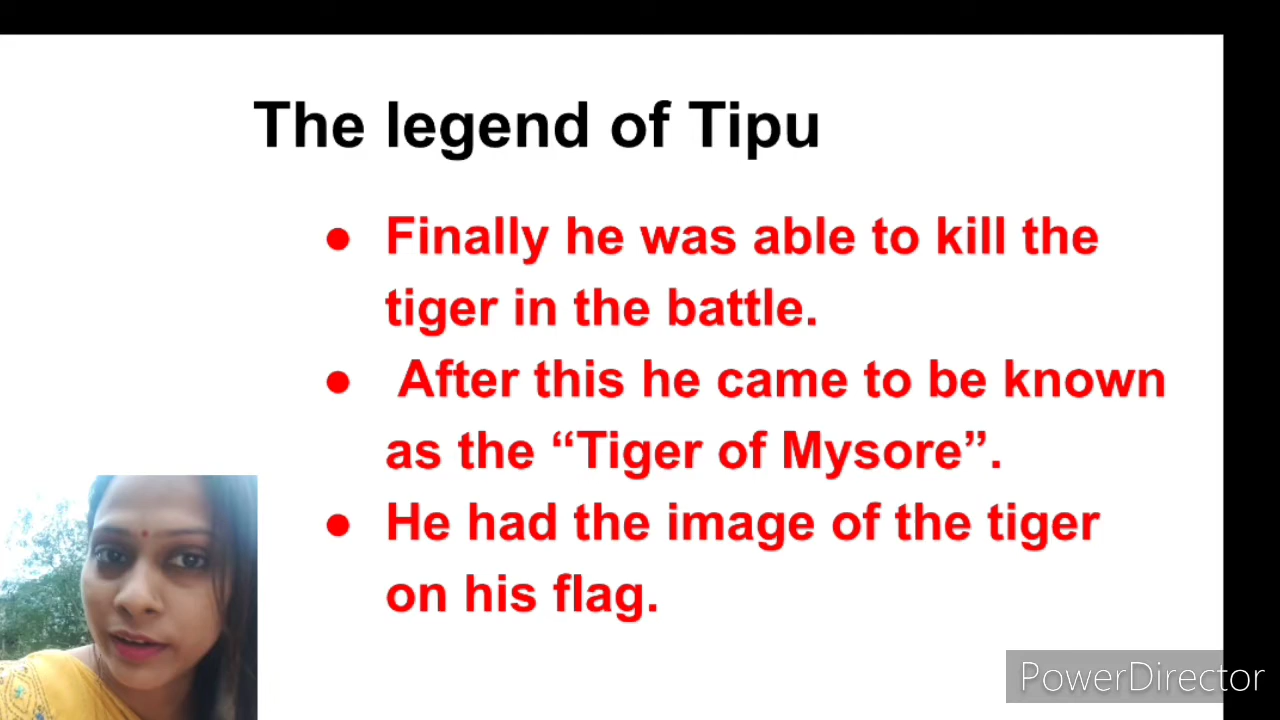 The legend of Tipu
● Finally he was able to kill the
tiger in the battle.
● After this he came to be known
as the “Tiger of Mysore”.
● He had the image of the tiger
on his flag.
PowerDirector